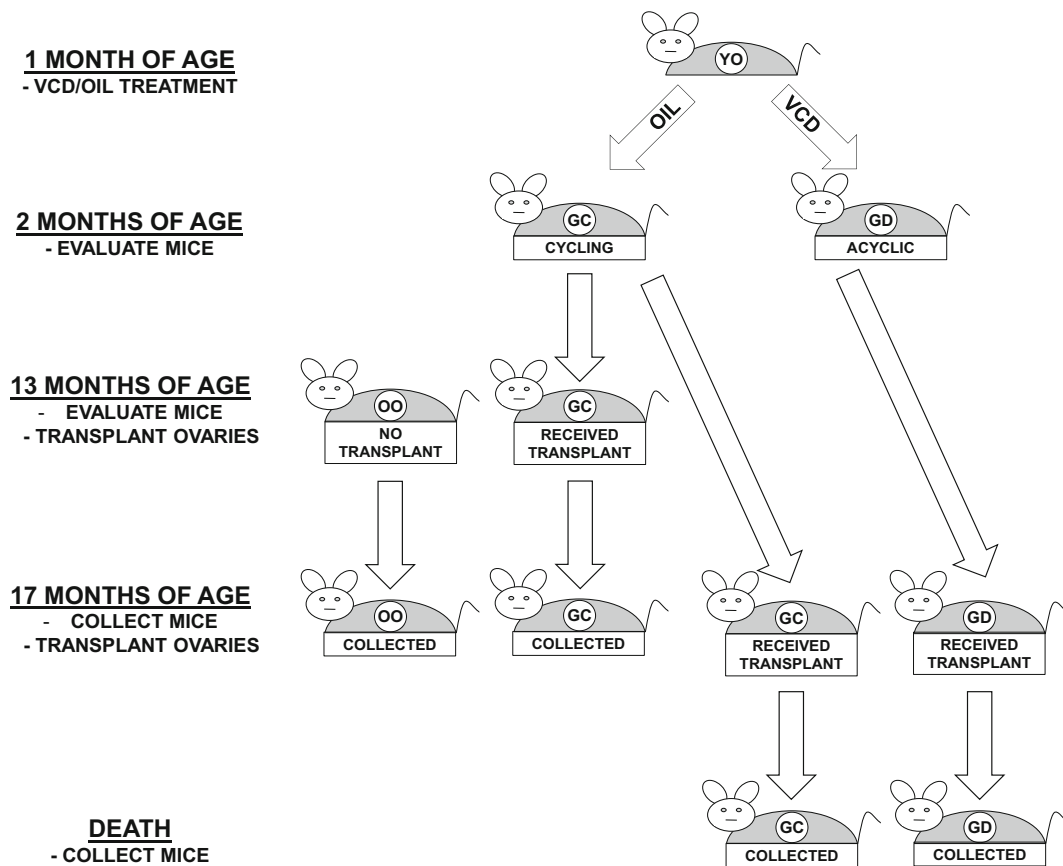 1 MONTH OF AGE
- VCD/OIL TREATMENT
YO
OIL
VCD
2 MONTHS OF AGE
- EVALUATE MICE
GC
CYCLING
GD
ACYCLIC
13 MONTHS OF AGE
- EVALUATE MICE
- TRANSPLANT OVARIES
OO
NO
TRANSPLANT
GC
RECEIVED
TRANSPLANT
17 MONTHS OF AGE
- COLLECT MICE
- TRANSPLANT OVARIES
OO
COLLECTED
GC
COLLECTED
GC
RECEIVED
TRANSPLANT
GD
RECEIVED
TRANSPLANT
DEATH
- COLLECT MICE
GC
COLLECTED
GD
COLLECTED